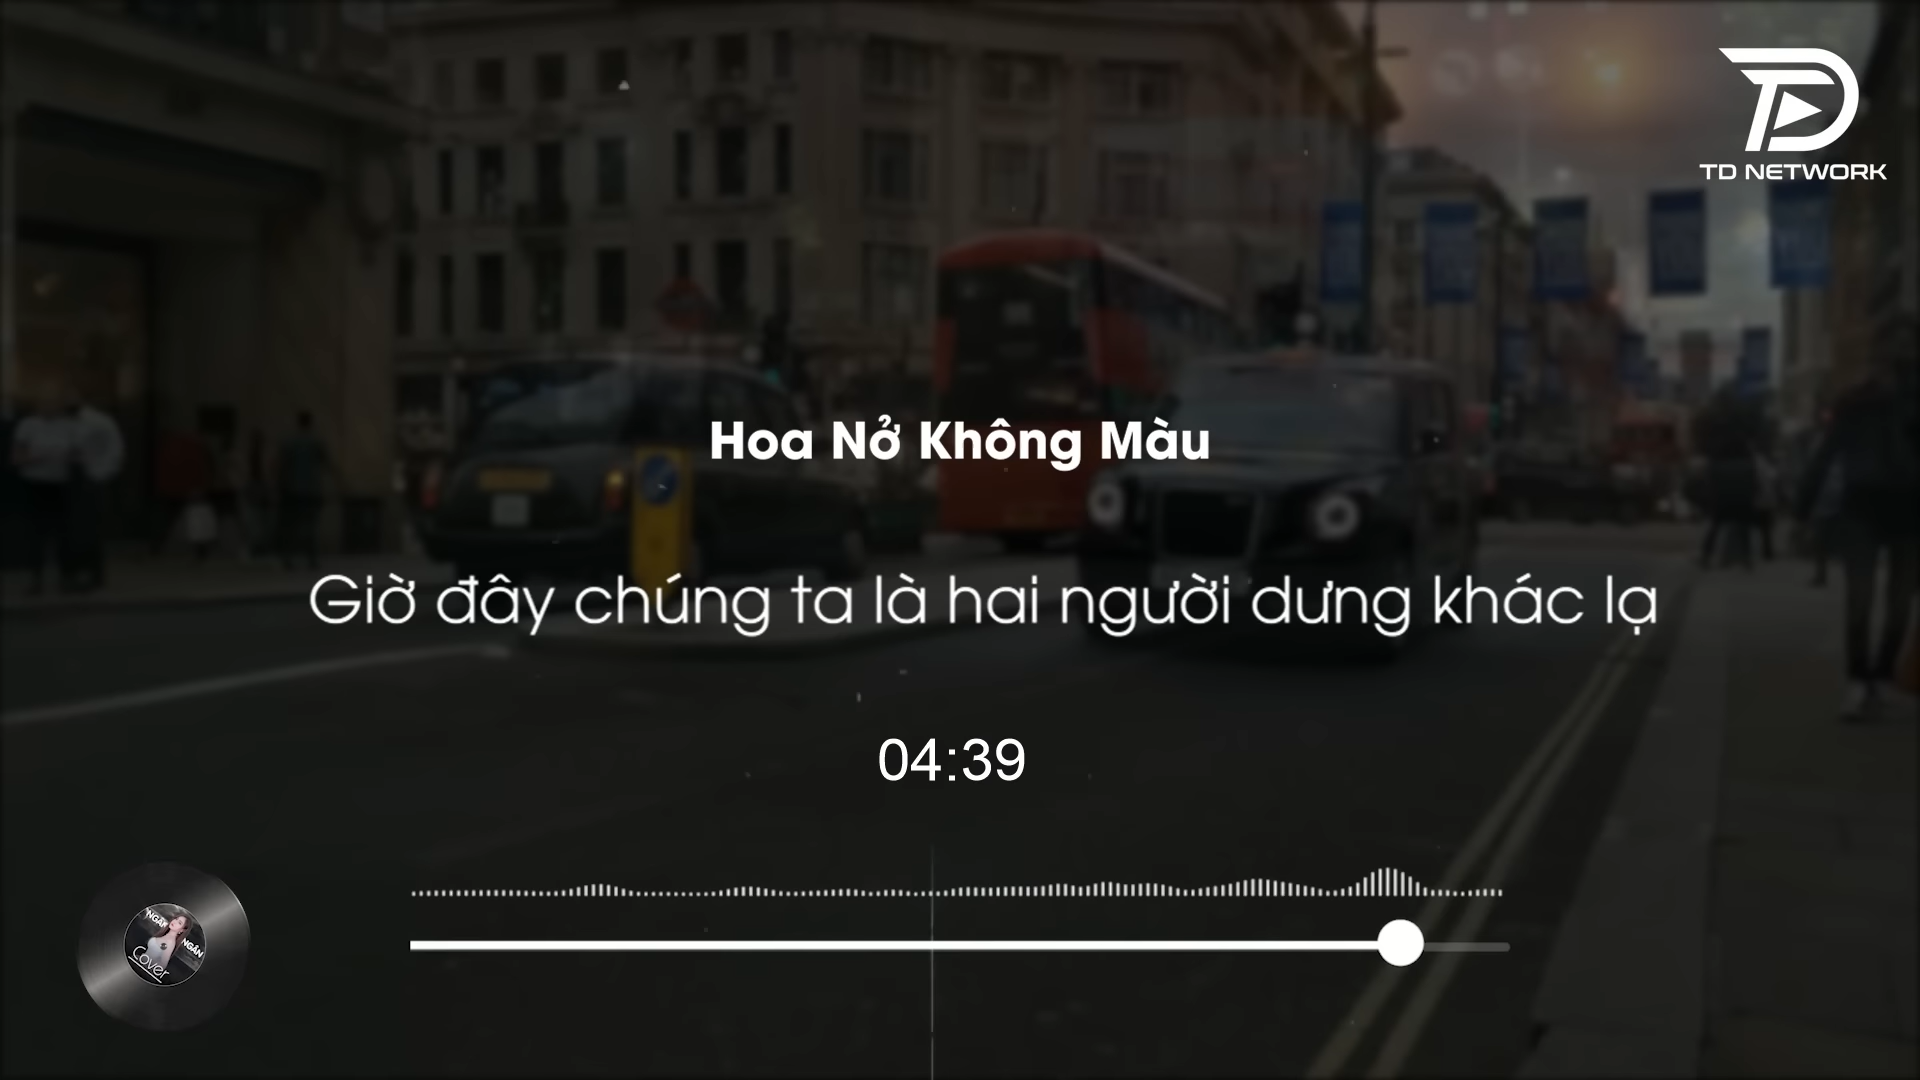 TD NETWORK
Hoa Nở Không Màu
Giờ đây chúng ta là hai người dưng khác lạ
04:39
NGÂN
NGÂN
Cover